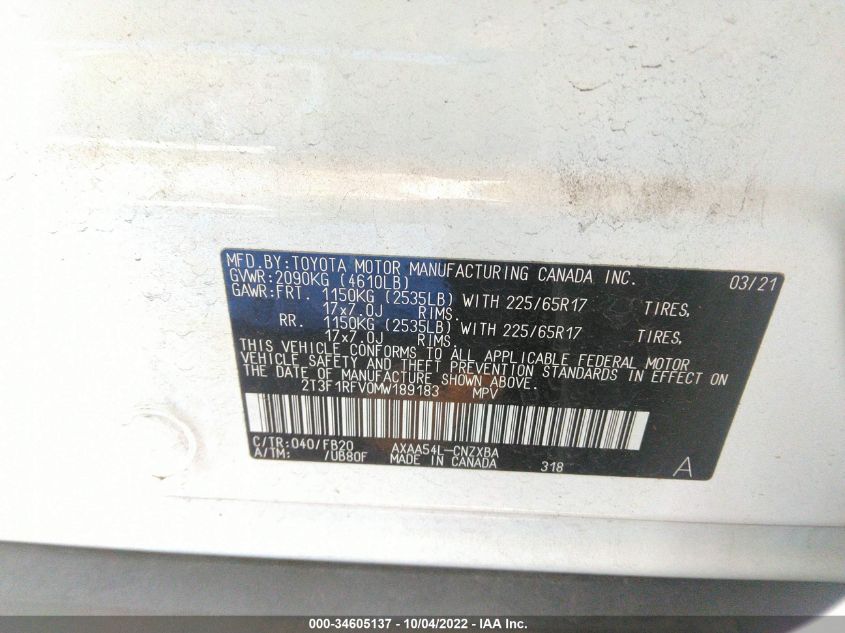 MFD.BY:TOYOTA MOTOR MANUFACTURING CANADA INC. 03/21
GVWR:2090KG (4610LB)
GAWR:FRT. 1150KG (2535LB) WITH 225/65R17 TIRES,
17x7.0J RIMS.
RR. 1150KG (2535LB) WITH 225/65R17 TIRES,
17x7.0J RIMS.
THIS VEHICLE CONFORMS TO ALL APPLICABLE FEDERAL MOTOR
VEHICLE SAFETY AND THEFT PREVENTION STANDARDS IN EFFECT ON
THE DATE OF MANUFACTURE SHOWN ABOVE.
2T3F1RFV0MW189183 MPV
C/TR:040/FB20 AXAA54L-CNZXBA
A/TM: /UB80F MADE IN CANADA 318 A
000-34605137 - 10/04/2022 - IAA Inc.